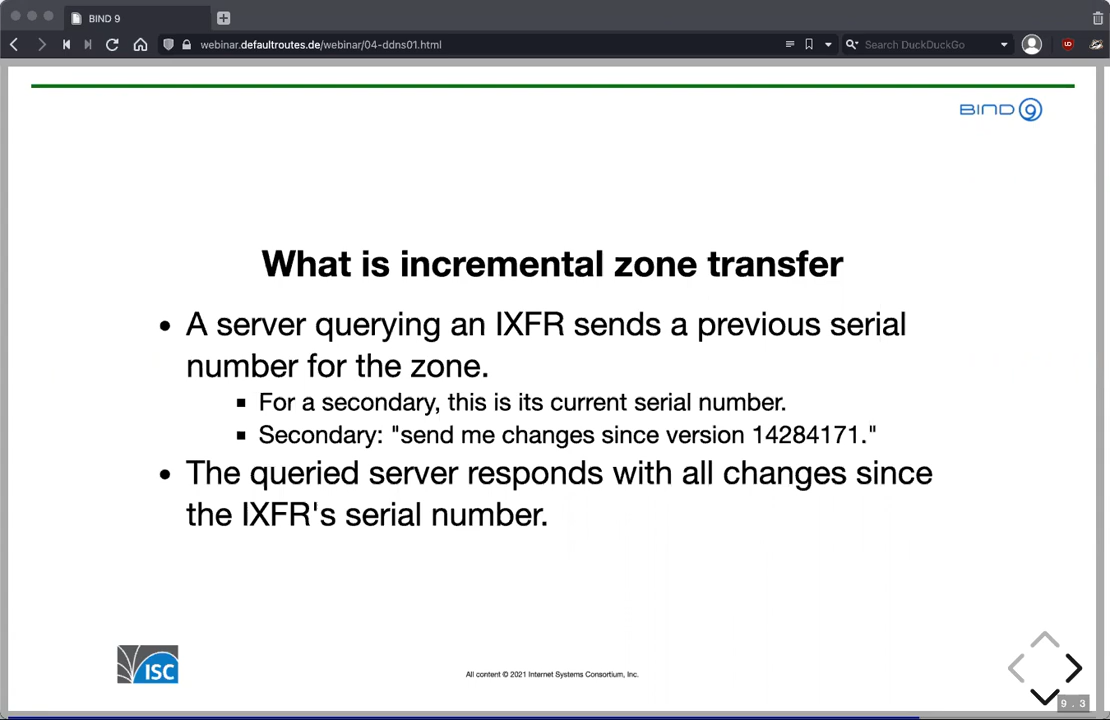 BIND 9
webinar.defaultroutes.de/webinar/04-ddns01.html
Search DuckDuckGo
BIND 9
What is incremental zone transfer
• A server querying an IXFR sends a previous serial
number for the zone.
▪ For a secondary, this is its current serial number.
▪ Secondary: "send me changes since version 14284171."
• The queried server responds with all changes since
the IXFR's serial number.
ISC
All content © 2021 Internet Systems Consortium, Inc.
9 . 3